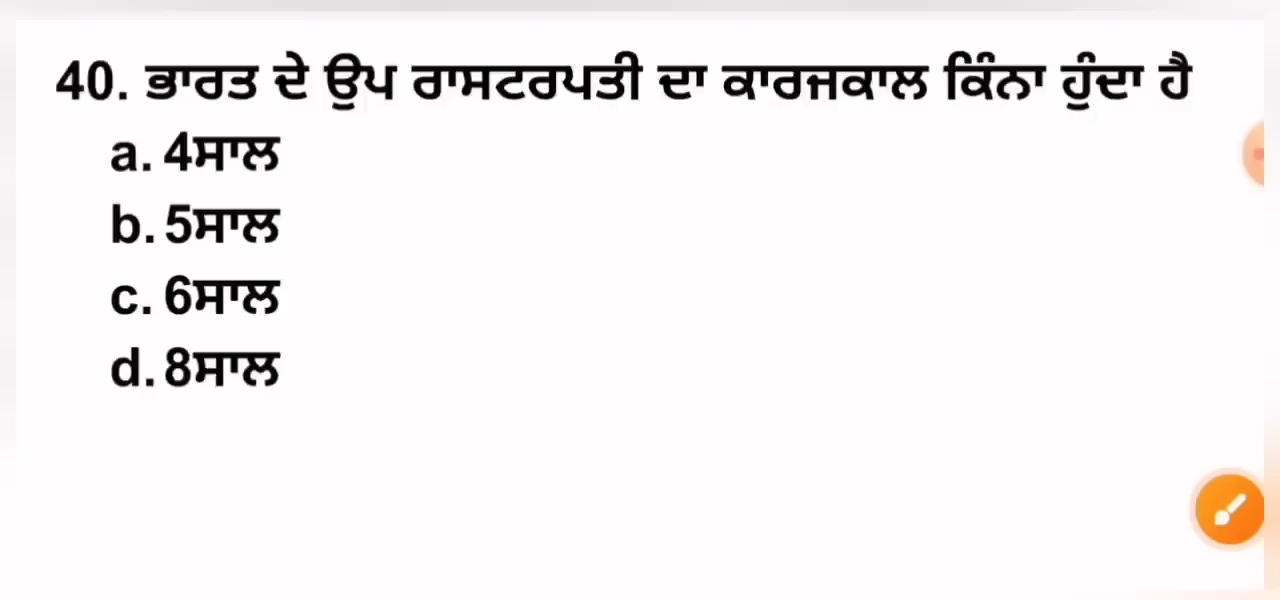 40. ਭਾਰਤ ਦੇ ਉਪ ਰਾਸਟਰਪਤੀ ਦਾ ਕਾਰਜਕਾਲ ਕਿੰਨਾ ਹੁੰਦਾ ਹੈ
a. 4ਸਾਲ
b. 5ਸਾਲ
c. 6ਸਾਲ
d. 8ਸਾਲ